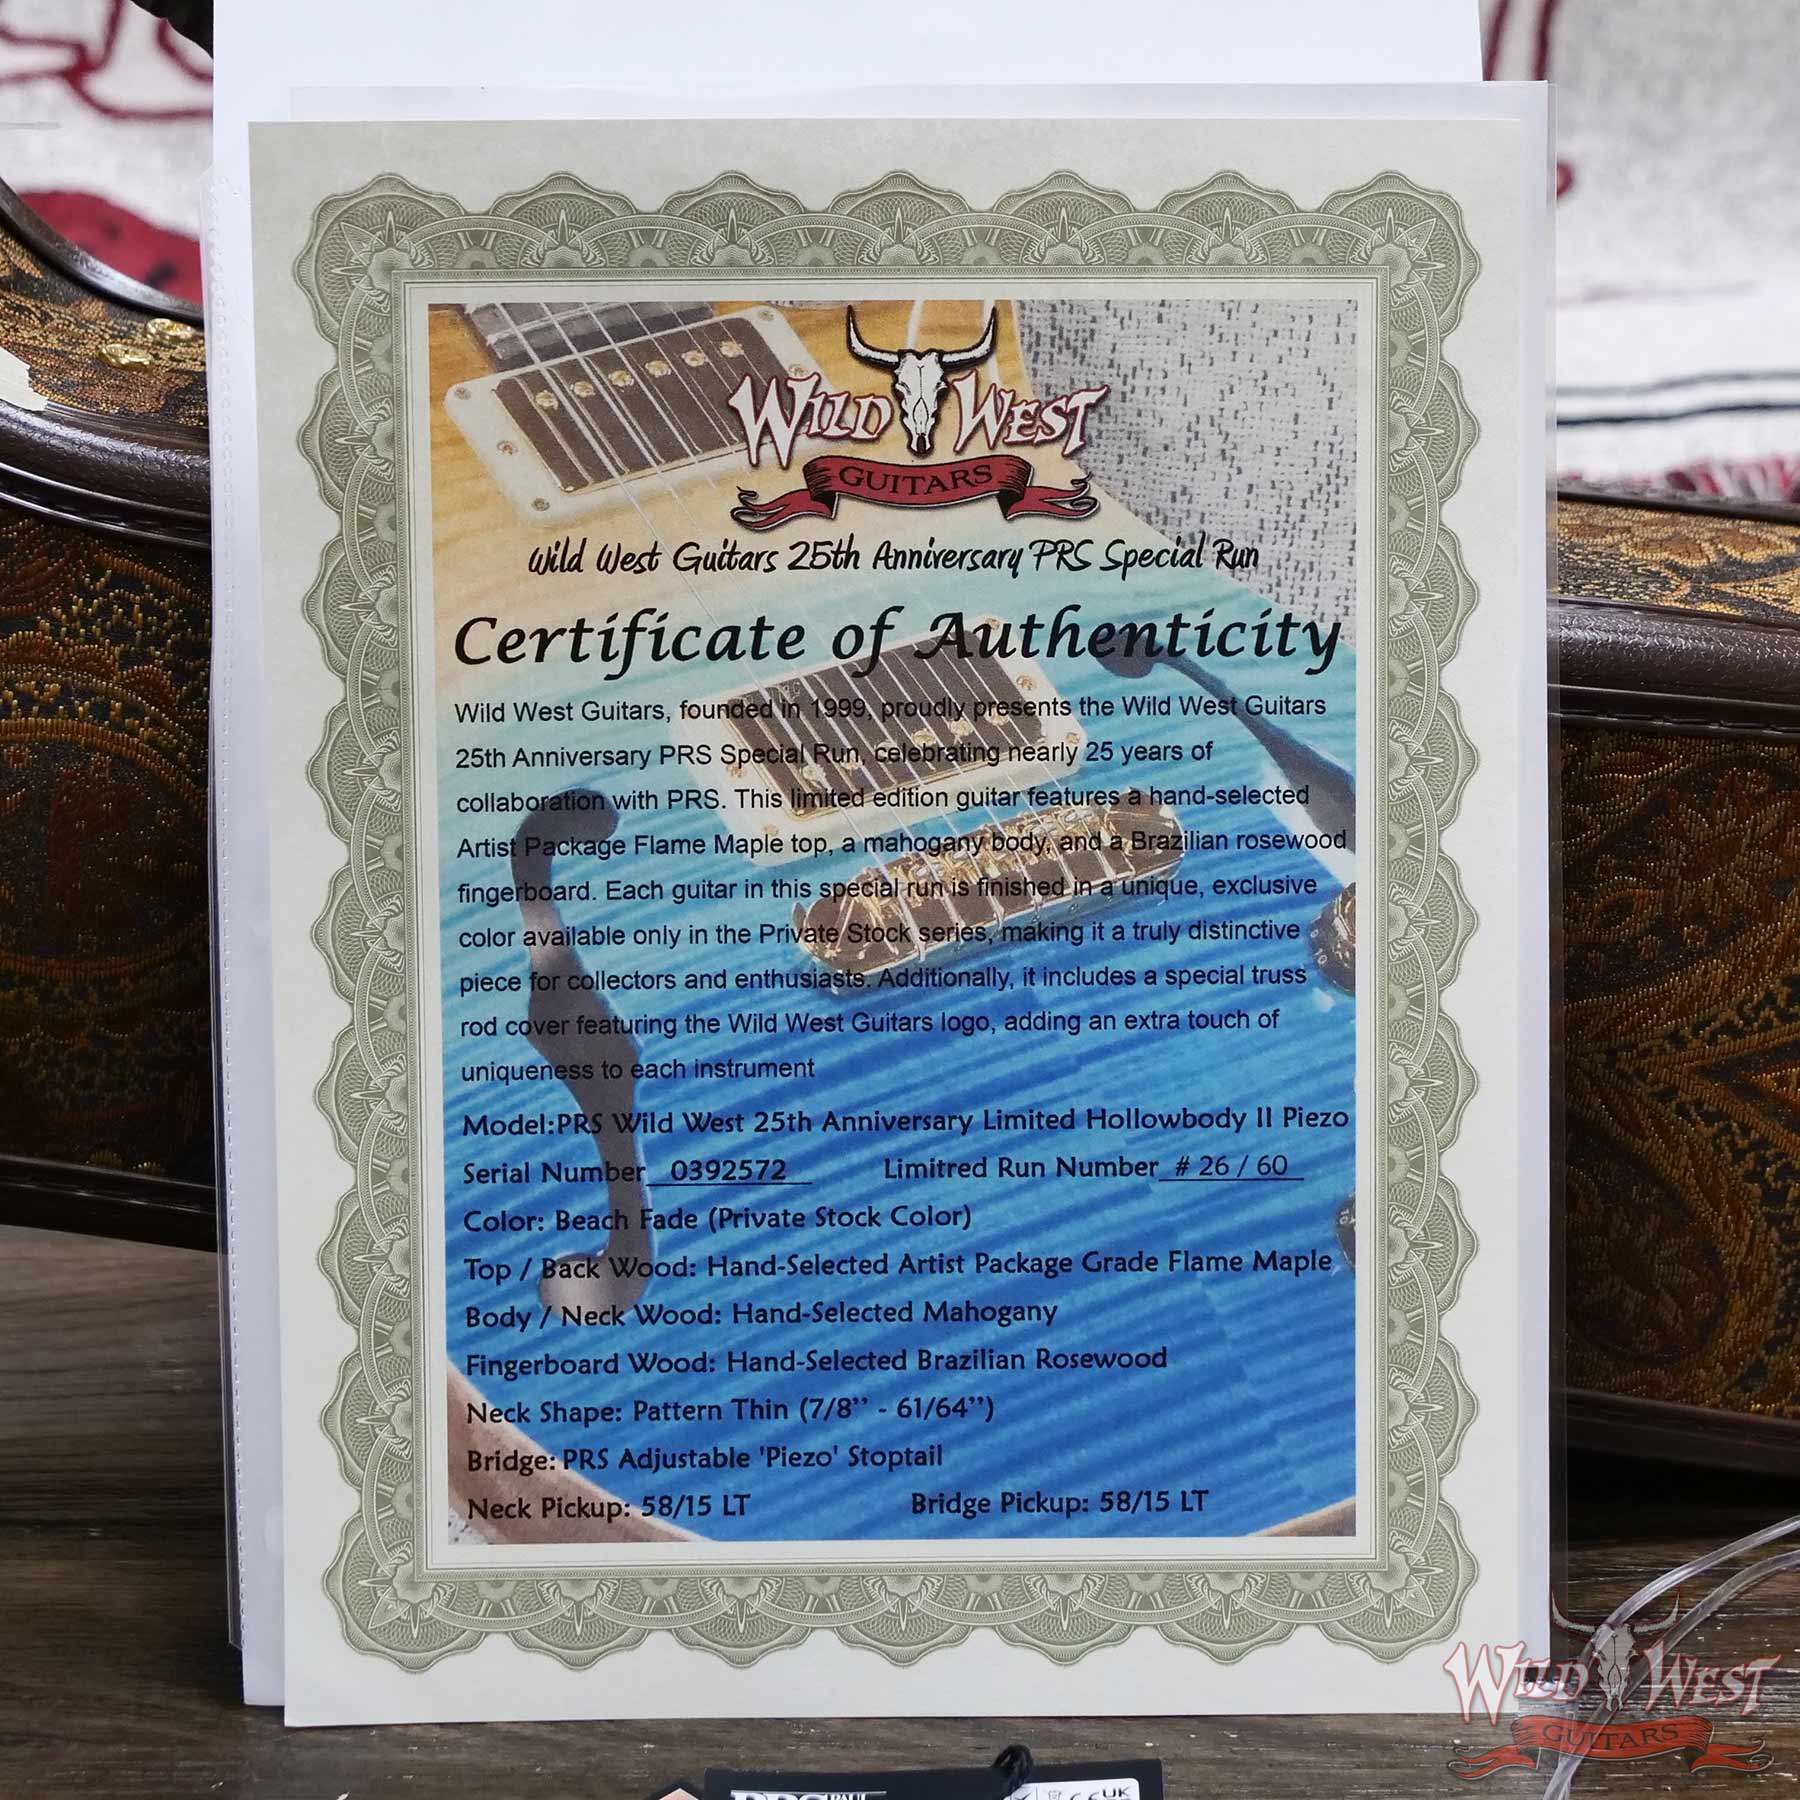 WILD WEST
GUITARS
Wild West Guitars 25th Anniversary PRS Special Run
Certificate of Authenticity
Wild West Guitars, founded in 1999, proudly presents the Wild West Guitars
25th Anniversary PRS Special Run, celebrating nearly 25 years of
collaboration with PRS. This limited edition guitar features a hand-selected
Artist Package Flame Maple top, a mahogany body, and a Brazilian rosewood
fingerboard. Each guitar in this special run is finished in a unique, exclusive
color available only in the Private Stock series, making it a truly distinctive
piece for collectors and enthusiasts. Additionally, it includes a special truss
rod cover featuring the Wild West Guitars logo, adding an extra touch of
uniqueness to each instrument
Model:PRS Wild West 25th Anniversary Limited Hollowbody II Piezo
Serial Number 0392572 Limitred Run Number # 26 / 60
Color: Beach Fade (Private Stock Color)
Top / Back Wood: Hand-Selected Artist Package Grade Flame Maple
Body / Neck Wood: Hand-Selected Mahogany
Fingerboard Wood: Hand-Selected Brazilian Rosewood
Neck Shape: Pattern Thin (7/8” - 61/64”)
Bridge: PRS Adjustable 'Piezo' Stoptail
Neck Pickup: 58/15 LT Bridge Pickup: 58/15 LT
WILD WEST
GUITARS
PRS PAUL
UK